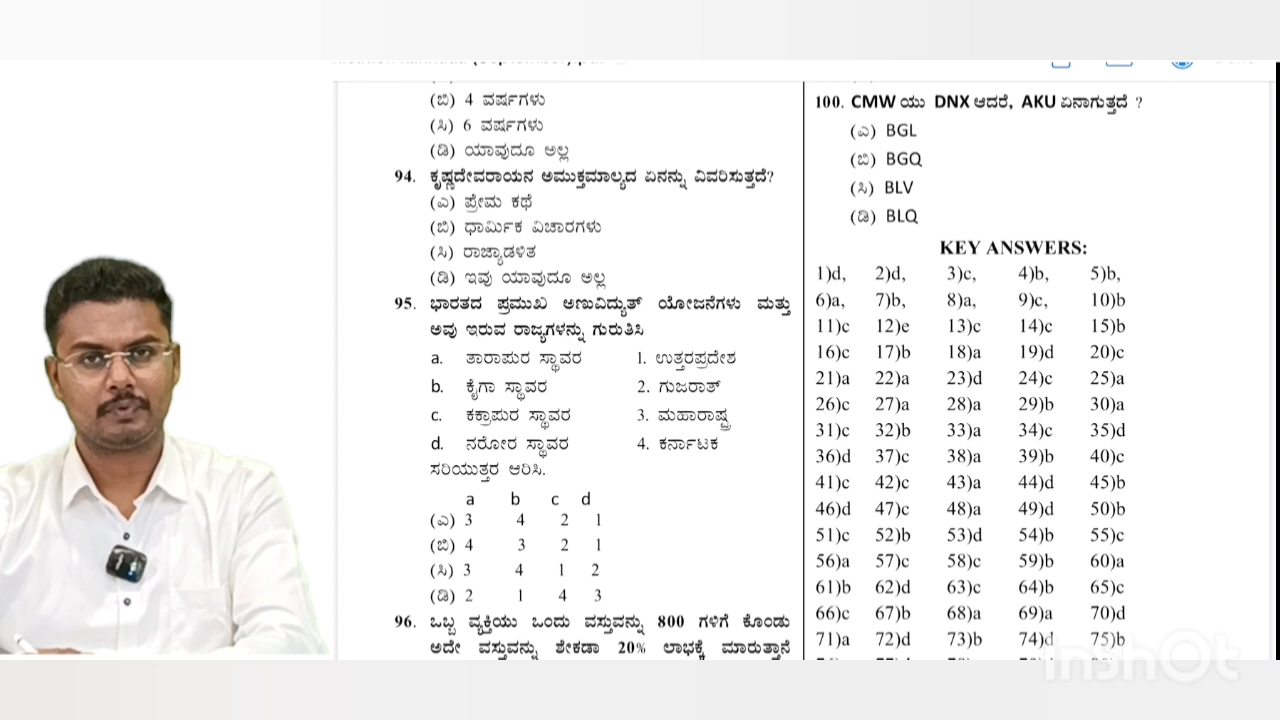 (ಬಿ) 4 ವರ್ಷಗಳು
(ಸಿ) 6 ವರ್ಷಗಳು
(ಡಿ) ಯಾವುದೂ ಅಲ್ಲ
94. ಕೃಷ್ಣದೇವರಾಯನ ಅಮುಕ್ತಮಾಲ್ಯದ ಏನನ್ನು ವಿವರಿಸುತ್ತದೆ?
(ಎ) ಪ್ರೇಮ ಕಥೆ
(ಬಿ) ಧಾರ್ಮಿಕ ವಿಚಾರಗಳು
(ಸಿ) ರಾಜ್ಯಾಡಳಿತ
(ಡಿ) ಇವು ಯಾವುದೂ ಅಲ್ಲ
95. ಭಾರತದ ಪ್ರಮುಖ ಅಣುವಿದ್ಯುತ್ ಯೋಜನೆಗಳು ಮತ್ತು
ಅವು ಇರುವ ರಾಜ್ಯಗಳನ್ನು ಗುರುತಿಸಿ
a. ತಾರಾಪುರ ಸ್ಥಾವರ 1. ಉತ್ತರಪ್ರದೇಶ
b. ಕೈಗಾ ಸ್ಥಾವರ 2. ಗುಜರಾತ್
c. ಕಕ್ರಾಪುರ ಸ್ಥಾವರ 3. ಮಹಾರಾಷ್ಟ್ರ
d. ನರೋರ ಸ್ಥಾವರ 4. ಕರ್ನಾಟಕ
ಸರಿಯುತ್ತರ ಆರಿಸಿ.
a b c d
(ಎ) 3 4 2 1
(ಬಿ) 4 3 2 1
(ಸಿ) 3 4 1 2
(ಡಿ) 2 1 4 3
96. ಒಬ್ಬ ವ್ಯಕ್ತಿಯು ಒಂದು ವಸ್ತುವನ್ನು 800 ಗಳಿಗೆ ಕೊಂಡು
ಅದೇ ವಸ್ತುವನ್ನು ಶೇಕಡಾ 20% ಲಾಭಕ್ಕೆ ಮಾರುತ್ತಾನೆ
100. CMW ಯು DNX ಆದರೆ, AKU ಏನಾಗುತ್ತದೆ ?
(ಎ) BGL
(ಬಿ) BGQ
(ಸಿ) BLV
(ಡಿ) BLQ
KEY ANSWERS:
1)d, 2)d, 3)c, 4)b, 5)b,
6)a, 7)b, 8)a, 9)c, 10)b
11)c 12)e 13)c 14)c 15)b
16)c 17)b 18)a 19)d 20)c
21)a 22)a 23)d 24)c 25)a
26)c 27)a 28)a 29)b 30)a
31)c 32)b 33)a 34)c 35)d
36)d 37)c 38)a 39)b 40)c
41)c 42)c 43)a 44)d 45)b
46)d 47)c 48)a 49)d 50)b
51)c 52)b 53)d 54)b 55)c
56)a 57)c 58)c 59)b 60)a
61)b 62)d 63)c 64)b 65)c
66)c 67)b 68)a 69)a 70)d
71)a 72)d 73)b 74)d 75)b
InShOt